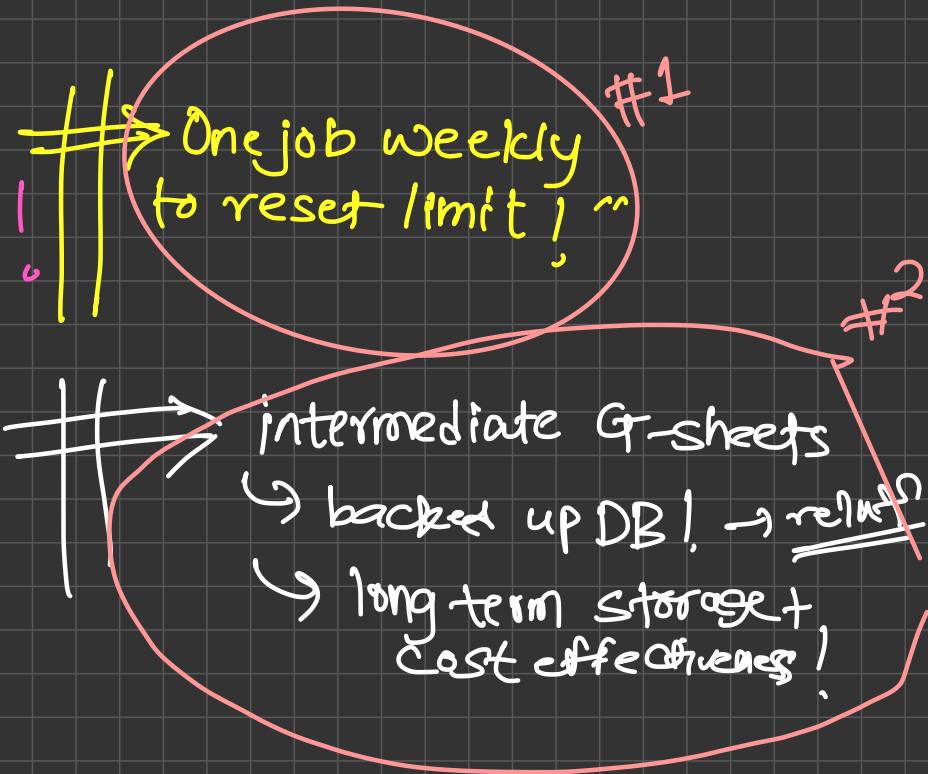 #1
One job weekly
to reset limit! ~
#2
intermediate G-sheets
↳ backed up DB! →
↳ long term storage +
cost effectiveness!